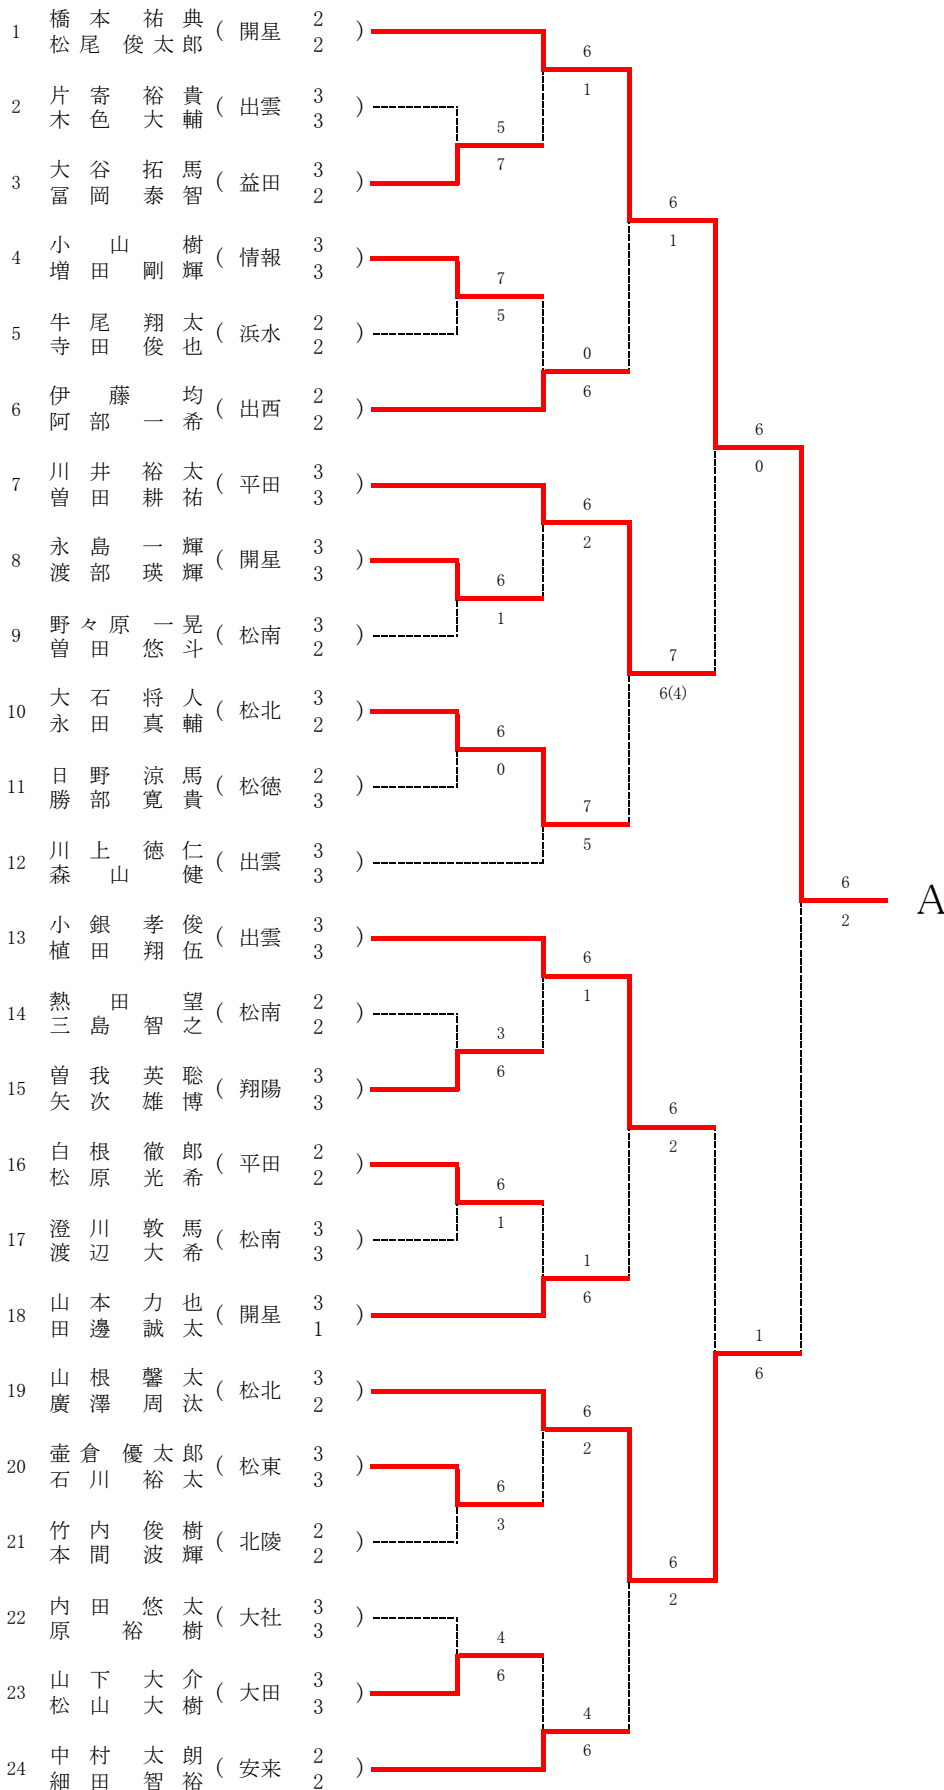 橋本祐典
1 ( 開星 2 2 )
松尾俊太郎
片寄裕貴
2 ( 出雲 3 3 )
木色大輔
大谷拓馬
3 ( 益田 3 2 )
冨岡泰智
小山樹
4 ( 情報 3 3 )
増田剛輝
牛尾翔太
5 ( 浜水 2 2 )
寺田俊也
伊藤均
6 ( 出西 2 2 )
阿部一希
川井裕太
7 ( 平田 3 3 )
曽田耕祐
永島一輝
8 ( 開星 3 3 )
渡部瑛輝
野々原一晃
9 ( 松南 3 2 )
曽田悠斗
大石将人
10 ( 松北 3 2 )
永田真輔
日野涼馬
11 ( 松徳 2 3 )
勝部寛貴
川上徳仁
12 ( 出雲 3 3 )
森山健
小銀孝俊
13 ( 出雲 3 3 )
植田翔伍
熱田望
14 ( 松南 2 2 )
三島智之
曽我英聡
15 ( 翔陽 3 3 )
矢次雄博
白根徹郎
16 ( 平田 2 2 )
松原光希
澄川敦馬
17 ( 松南 3 3 )
渡辺大希
山本力也
18 ( 開星 3 1 )
田邊誠太
山根馨太
19 ( 松北 3 2 )
廣澤周汰
壷倉優太郎
20 ( 松東 3 3 )
石川裕太
竹内俊樹
21 ( 北陵 2 2 )
本間波輝
内田悠太
22 ( 大社 3 3 )
原裕樹
山下大介
23 ( 大田 3 3 )
松山大樹
中村太朗
24 ( 安来 2 2 )
細田智裕
5
7
7
5
6
1
6
0
3
6
6
1
6
3
4
6
6
1
0
6
6
2
7
5
6
1
1
6
6
2
4
6
6
1
7
6(4)
6
2
6
2
6
0
1
6
6
2
A